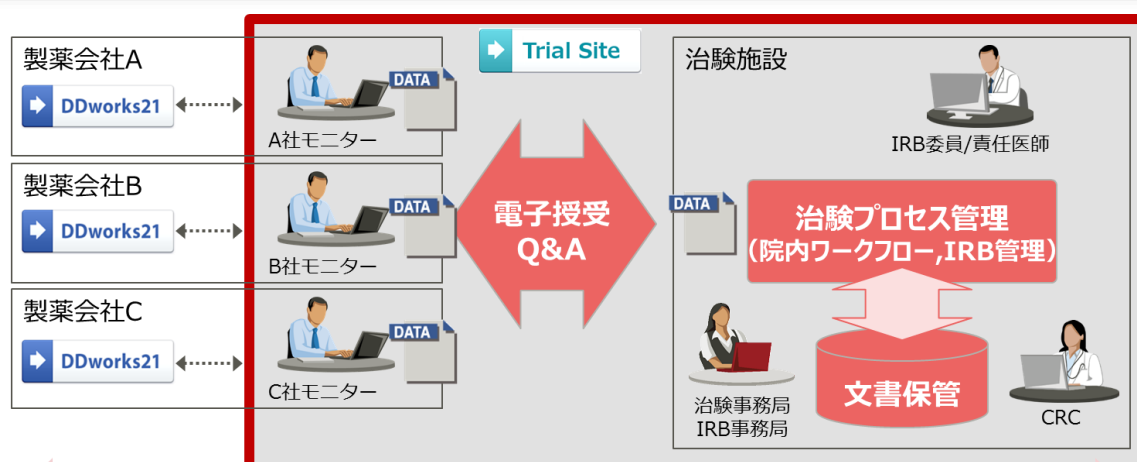 Trial Site
製薬会社A
DDworks21
DATA
A社モニター
製薬会社B
DDworks21
DATA
B社モニター
製薬会社C
DDworks21
DATA
C社モニター
電子授受
Q&A
治験施設
IRB委員/責任医師
DATA
治験プロセス管理
(院内ワークフロー,IRB管理)
文書保管
治験事務局
IRB事務局
CRC